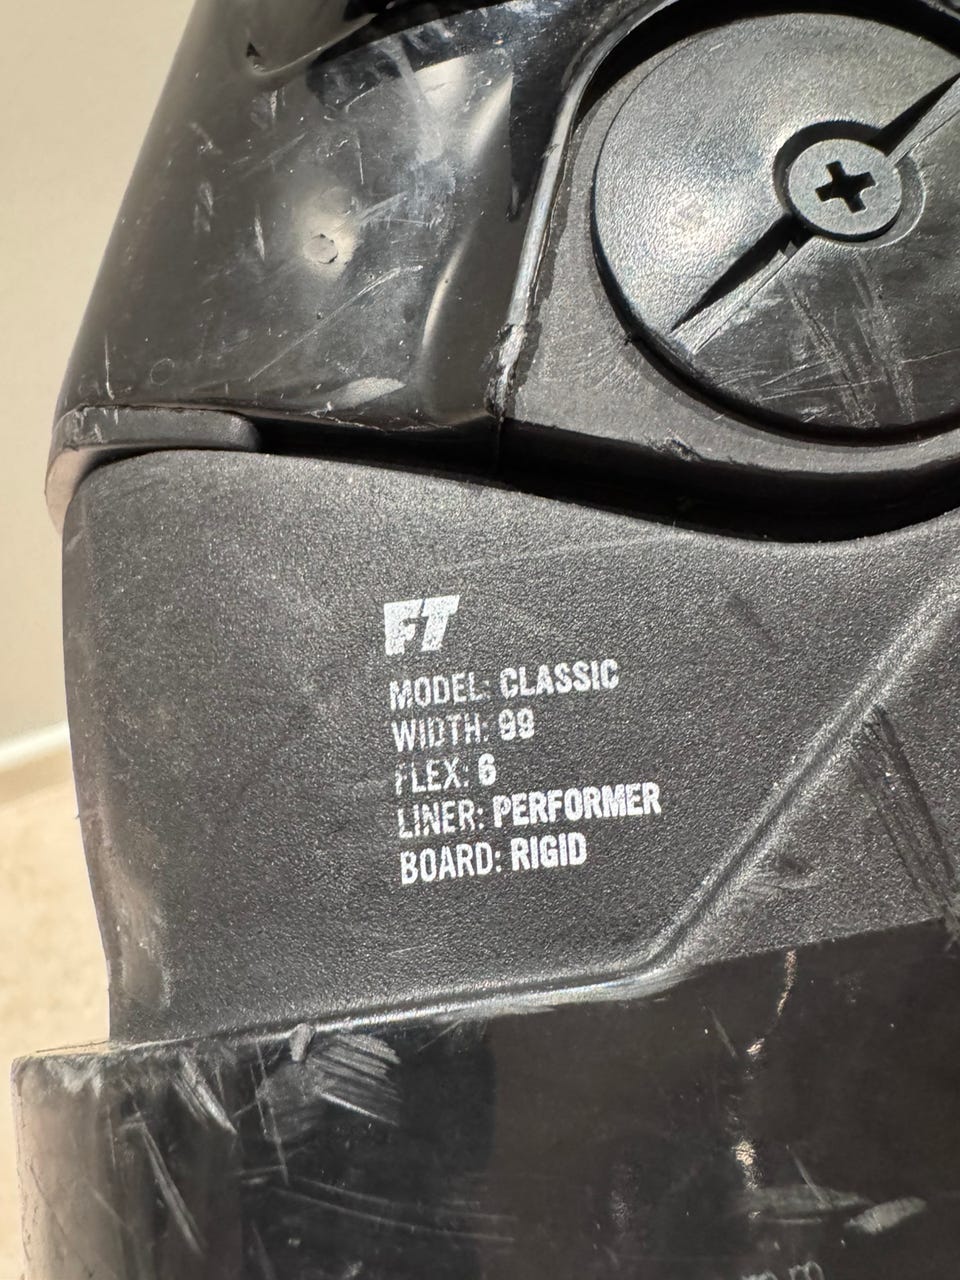 FT
MODEL: CLASSIC
WIDTH: 99
FLEX: 6
LINER: PERFORMER
BOARD: RIGID